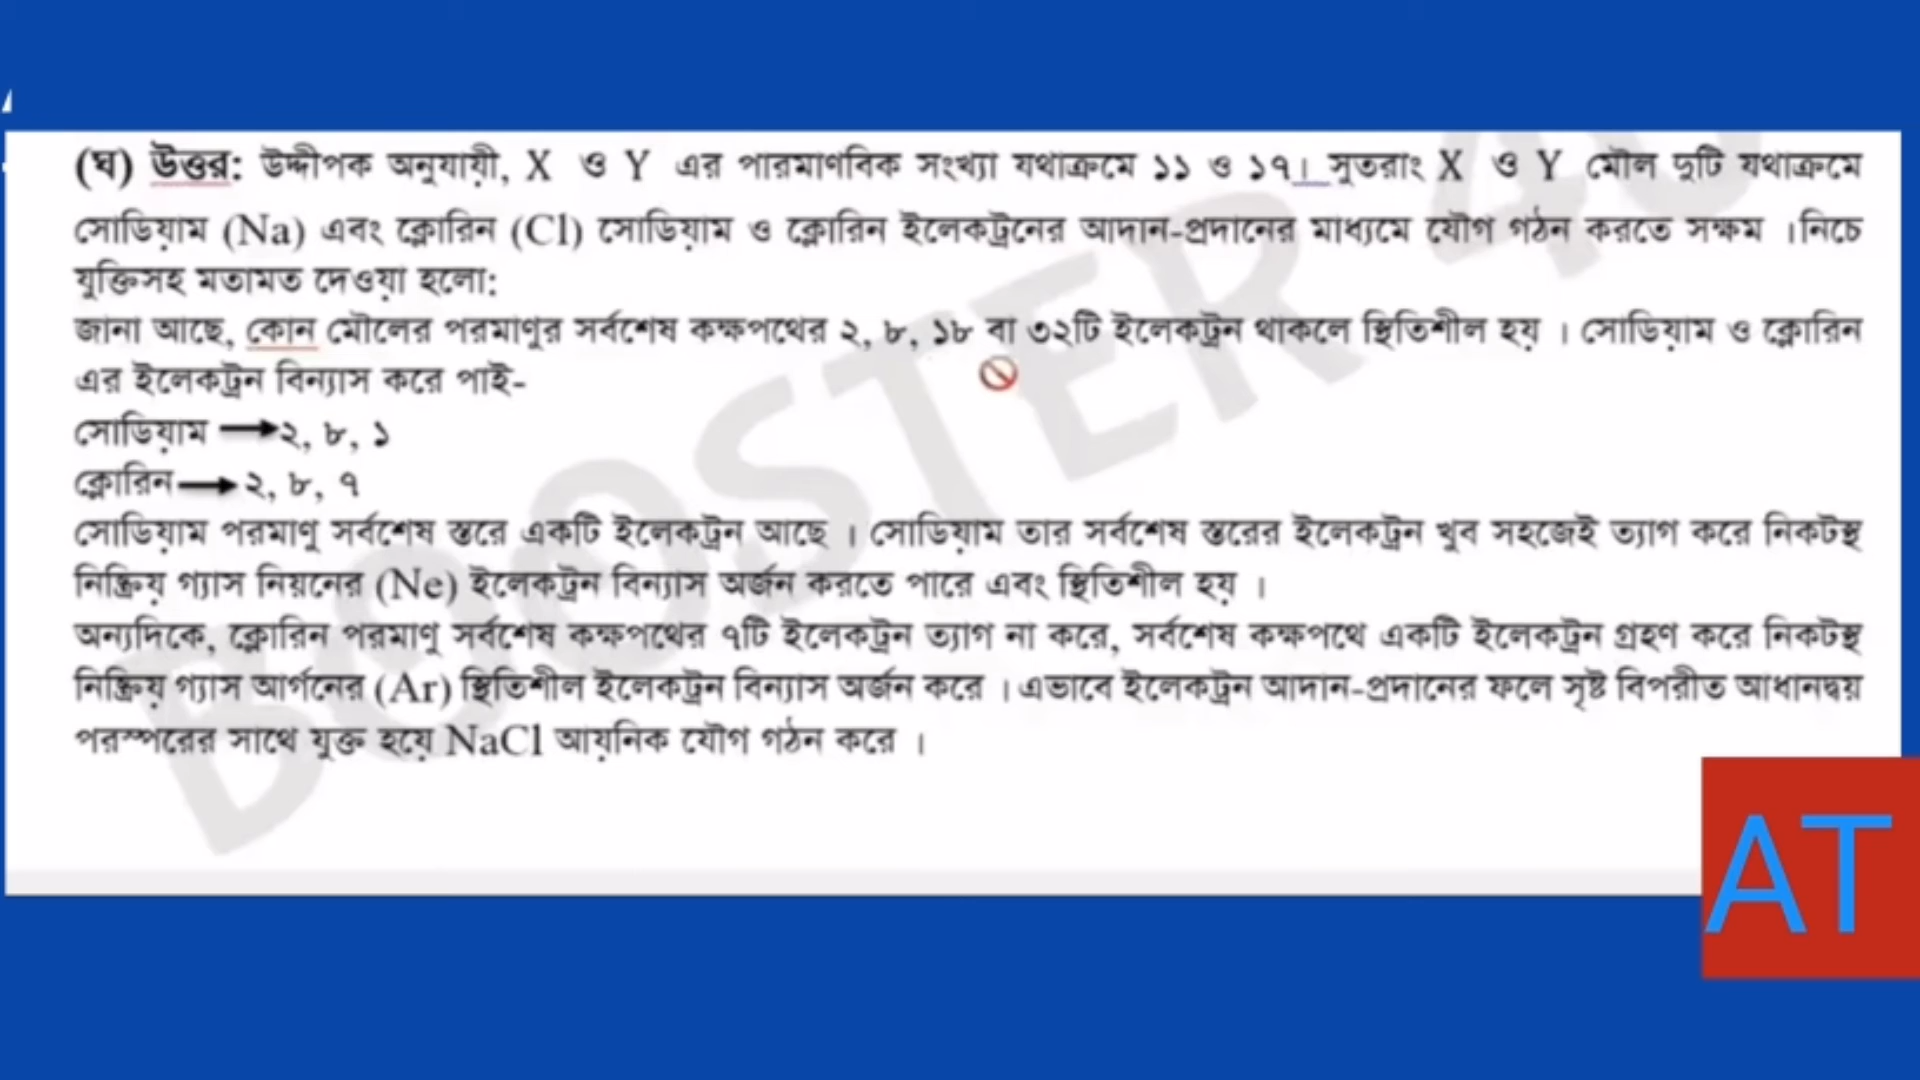 (ঘ) উত্তর: উদ্দীপক অনুযায়ী, X ও Y এর পারমাণবিক সংখ্যা যথাক্রমে ১১ ও ১৭। সুতরাং X ও Y মৌল দুটি যথাক্রমে
সোডিয়াম (Na) এবং ক্লোরিন (Cl) সোডিয়াম ও ক্লোরিন ইলেকট্রনের আদান-প্রদানের মাধ্যমে যৌগ গঠন করতে সক্ষম । নিচে
যুক্তিসহ মতামত দেওয়া হলো:
জানা আছে, কোন মৌলের পরমাণুর সর্বশেষ কক্ষপথের ২, ৮, ১৮ বা ৩২টি ইলেকট্রন থাকলে স্থিতিশীল হয় । সোডিয়াম ও ক্লোরিন
এর ইলেকট্রন বিন্যাস করে পাই-
সোডিয়াম → ২, ৮, ১
ক্লোরিন → ২, ৮, ৭
সোডিয়াম পরমাণু সর্বশেষ স্তরে একটি ইলেকট্রন আছে । সোডিয়াম তার সর্বশেষ স্তরের ইলেকট্রন খুব সহজেই ত্যাগ করে নিকটস্থ
নিষ্ক্রিয় গ্যাস নিয়নের (Ne) ইলেকট্রন বিন্যাস অর্জন করতে পারে এবং স্থিতিশীল হয় ।
অন্যদিকে, ক্লোরিন পরমাণু সর্বশেষ কক্ষপথের ৭টি ইলেকট্রন ত্যাগ না করে, সর্বশেষ কক্ষপথে একটি ইলেকট্রন গ্রহণ করে নিকটস্থ
নিষ্ক্রিয় গ্যাস আর্গনের (Ar) স্থিতিশীল ইলেকট্রন বিন্যাস অর্জন করে । এভাবে ইলেকট্রন আদান-প্রদানের ফলে সৃষ্ট বিপরীত আধানদ্বয়
পরস্পরের সাথে যুক্ত হয়ে NaCl আয়নিক যৌগ গঠন করে ।
BOOSTER 4U
AT